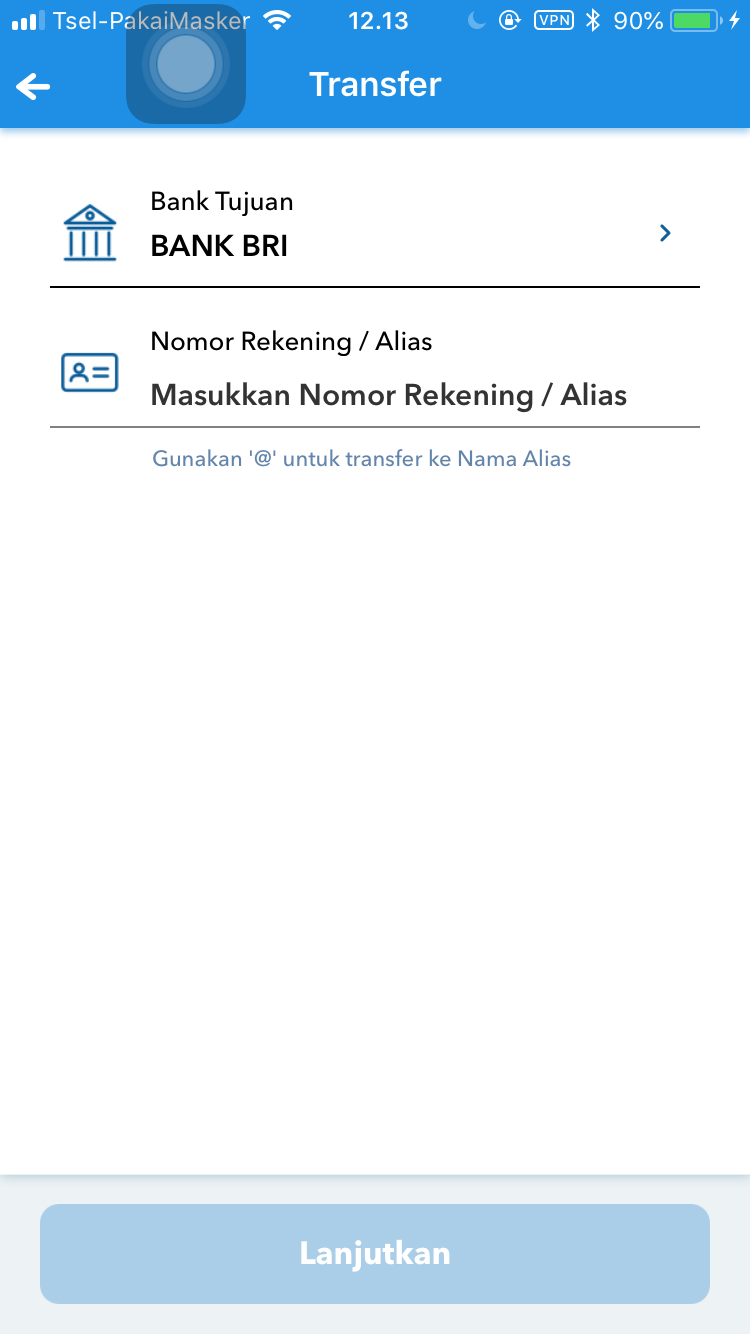 Tsel-PakaiMasker 12.13 VPN 90%
Transfer
Bank Tujuan
BANK BRI
Nomor Rekening / Alias
Masukkan Nomor Rekening / Alias
Gunakan '@' untuk transfer ke Nama Alias
Lanjutkan